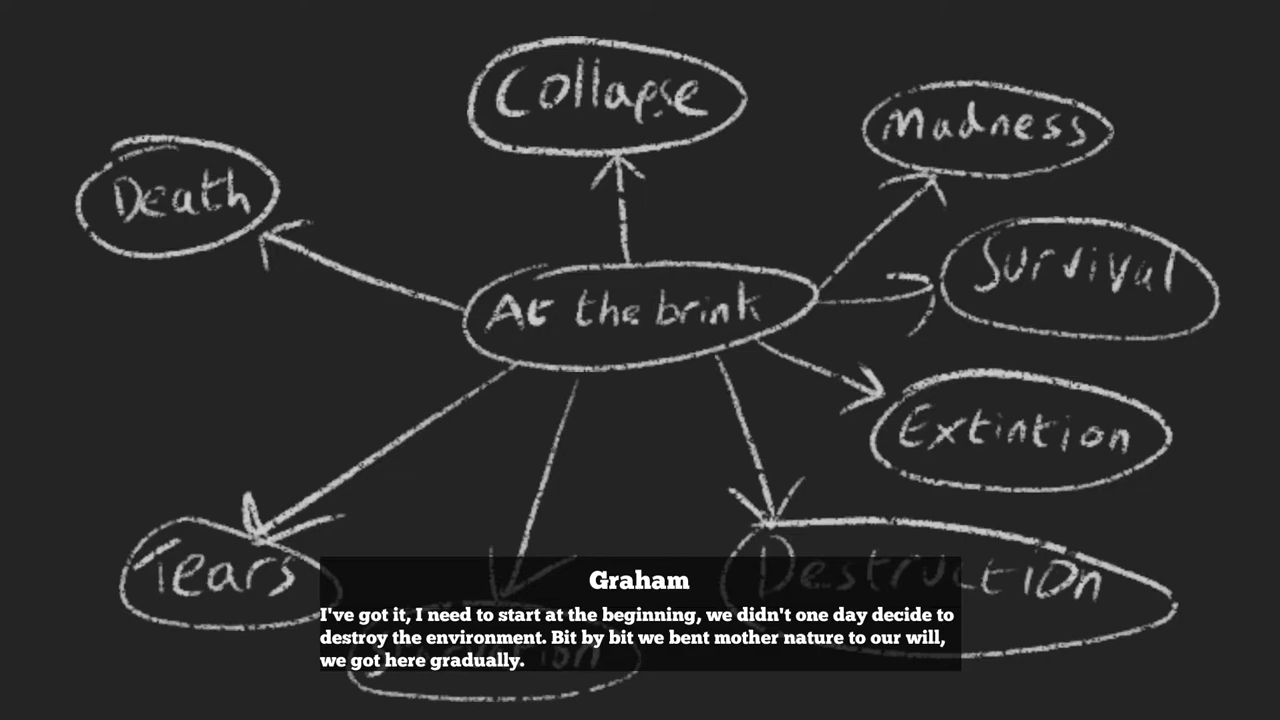 Collapse
Madness
Death
Survival
At the brink
Extintion
Tears
Destruction
Graham
I've got it, I need to start at the beginning, we didn't one day decide to
destroy the environment. Bit by bit we bent mother nature to our will,
we got here gradually.